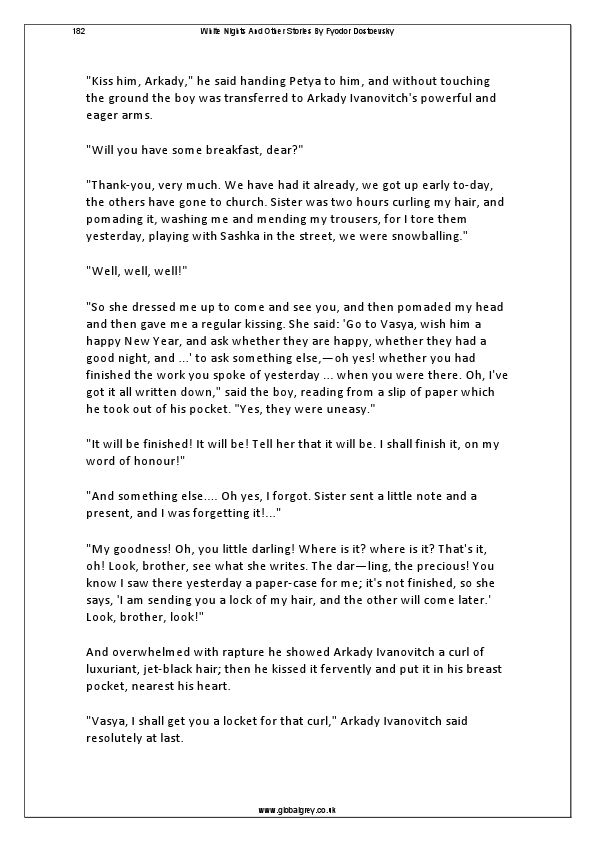 182 White Nights And Other Stories By Fyodor Dostoevsky
"Kiss him, Arkady," he said handing Petya to him, and without touching
the ground the boy was transferred to Arkady Ivanovitch's powerful and
eager arms.
"Will you have some breakfast, dear?"
"Thank-you, very much. We have had it already, we got up early to-day,
the others have gone to church. Sister was two hours curling my hair, and
pomading it, washing me and mending my trousers, for I tore them
yesterday, playing with Sashka in the street, we were snowballing."
"Well, well, well!"
"So she dressed me up to come and see you, and then pomaded my head
and then gave me a regular kissing. She said: 'Go to Vasya, wish him a
happy New Year, and ask whether they are happy, whether they had a
good night, and ...' to ask something else,—oh yes! whether you had
finished the work you spoke of yesterday ... when you were there. Oh, I've
got it all written down," said the boy, reading from a slip of paper which
he took out of his pocket. "Yes, they were uneasy."
"It will be finished! It will be! Tell her that it will be. I shall finish it, on my
word of honour!"
"And something else.... Oh yes, I forgot. Sister sent a little note and a
present, and I was forgetting it!..."
"My goodness! Oh, you little darling! Where is it? where is it? That's it,
oh! Look, brother, see what she writes. The dar—ling, the precious! You
know I saw there yesterday a paper-case for me; it's not finished, so she
says, 'I am sending you a lock of my hair, and the other will come later.'
Look, brother, look!"
And overwhelmed with rapture he showed Arkady Ivanovitch a curl of
luxuriant, jet-black hair; then he kissed it fervently and put it in his breast
pocket, nearest his heart.
"Vasya, I shall get you a locket for that curl," Arkady Ivanovitch said
resolutely at last.
www.globalgrey.co.uk